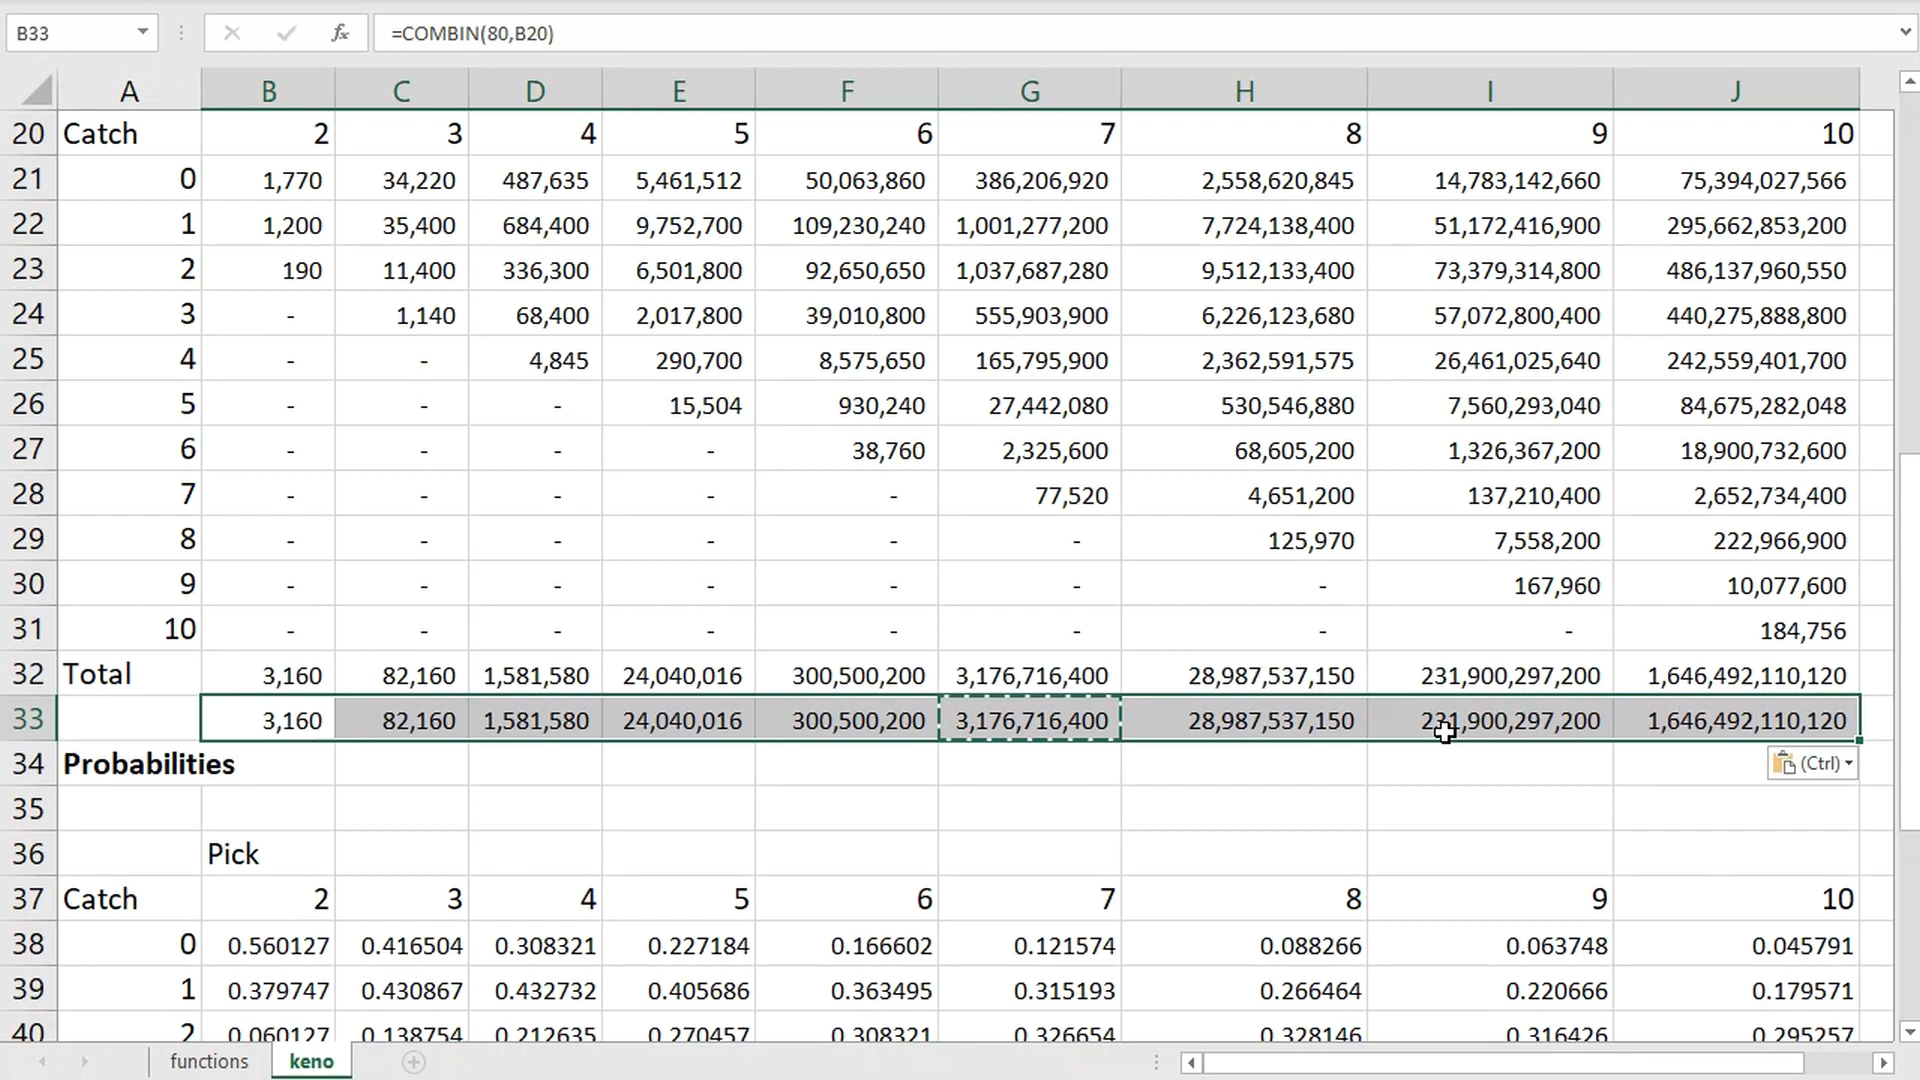 B33 fx =COMBIN(80,B20)
A B C D E F G H I J
20 Catch 2 3 4 5 6 7 8 9 10
21 0 1,770 34,220 487,635 5,461,512 50,063,860 386,206,920 2,558,620,845 14,783,142,660 75,394,027,566
22 1 1,200 35,400 684,400 9,752,700 109,230,240 1,001,277,200 7,724,138,400 51,172,416,900 295,662,853,200
23 2 190 11,400 336,300 6,501,800 92,650,650 1,037,687,280 9,512,133,400 73,379,314,800 486,137,960,550
24 3 - 1,140 68,400 2,017,800 39,010,800 555,903,900 6,226,123,680 57,072,800,400 440,275,888,800
25 4 - - 4,845 290,700 8,575,650 165,795,900 2,362,591,575 26,461,025,640 242,559,401,700
26 5 - - - 15,504 930,240 27,442,080 530,546,880 7,560,293,040 84,675,282,048
27 6 - - - - 38,760 2,325,600 68,605,200 1,326,367,200 18,900,732,600
28 7 - - - - - 77,520 4,651,200 137,210,400 2,652,734,400
29 8 - - - - - - 125,970 7,558,200 222,966,900
30 9 - - - - - - - 167,960 10,077,600
31 10 - - - - - - - - 184,756
32 Total 3,160 82,160 1,581,580 24,040,016 300,500,200 3,176,716,400 28,987,537,150 231,900,297,200 1,646,492,110,120
33 3,160 82,160 1,581,580 24,040,016 300,500,200 3,176,716,400 28,987,537,150 231,900,297,200 1,646,492,110,120
34 Probabilities (Ctrl)
35
36 Pick
37 Catch 2 3 4 5 6 7 8 9 10
38 0 0.560127 0.416504 0.308321 0.227184 0.166602 0.121574 0.088266 0.063748 0.045791
39 1 0.379747 0.430867 0.432732 0.405686 0.363495 0.315193 0.266464 0.220666 0.179571
40 2 0.060127 0.138754 0.212635 0.270457 0.308321 0.326654 0.328146 0.316426 0.295257
functions keno